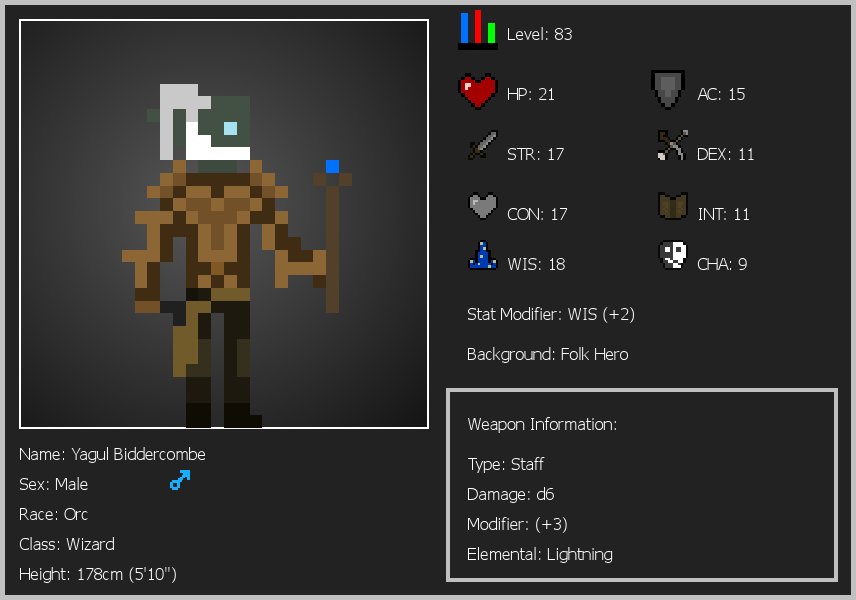 Level: 83
HP: 21
AC: 15
STR: 17
DEX: 11
CON: 17
INT: 11
WIS: 18
CHA: 9
Stat Modifier: WIS (+2)
Background: Folk Hero
Weapon Information:
Type: Staff
Damage: d6
Modifier: (+3)
Elemental: Lightning
Name: Yagul Biddercombe
Sex: Male
Race: Orc
Class: Wizard
Height: 178cm (5'10")